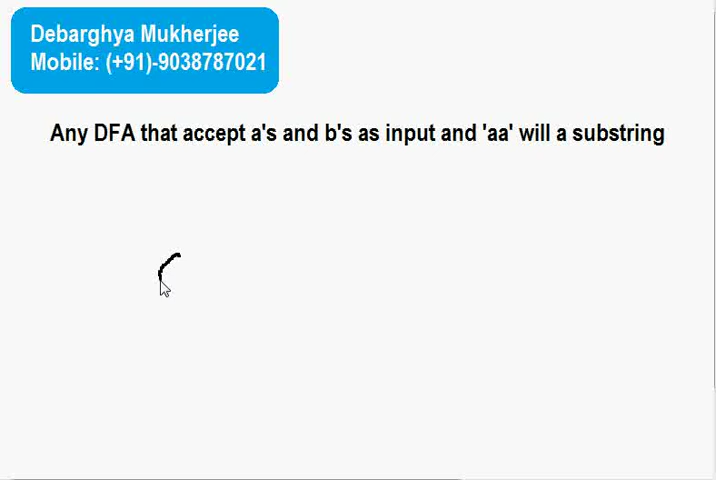 Debarghya Mukherjee
Mobile: (+91)-9038787021
Any DFA that accept a's and b's as input and 'aa' will a substring